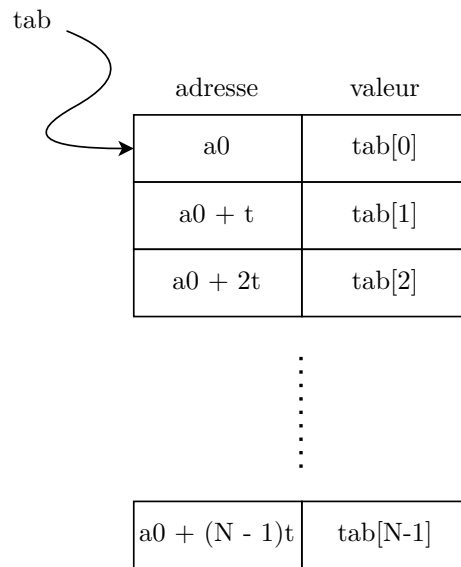 tab
adresse valeur
a0 tab[0]
a0 + t tab[1]
a0 + 2t tab[2]
a0 + (N - 1)t tab[N-1]